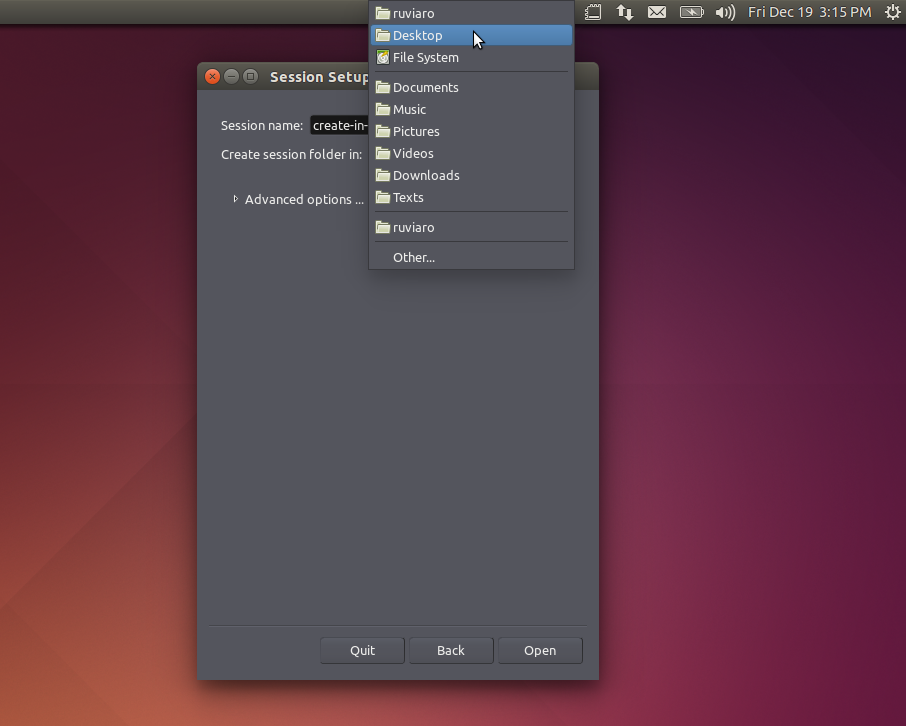 Fri Dec 19 3:15 PM
ruviaro
Desktop
File System
Documents
Music
Pictures
Videos
Downloads
Texts
ruviaro
Other...
Session Setup
Session name: create-in-
Create session folder in:
Advanced options ...
Quit Back Open